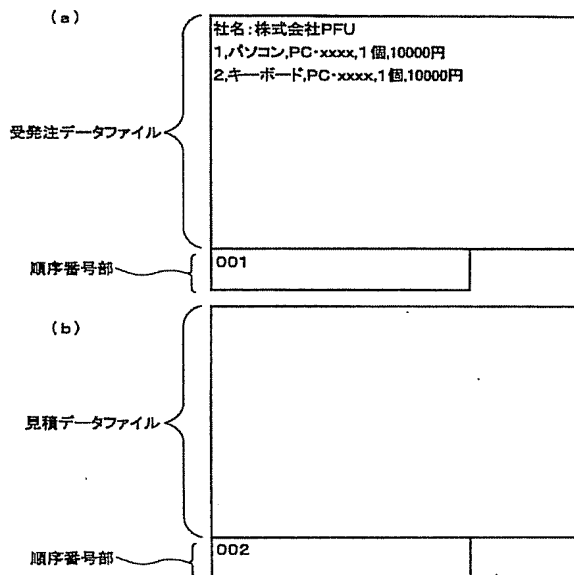 (a)
社名:株式会社PFU
1,パソコン,PC・xxxx,1個,10000円
2,キーボード,PC・xxxx,1個,10000円
受発注データファイル
順序番号部
001
(b)
見積データファイル
順序番号部
002